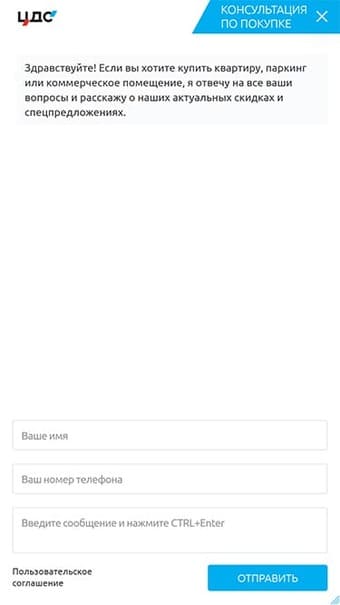 ЦДС
КОНСУЛЬТАЦИЯ
ПО ПОКУПКЕ
Здравствуйте! Если вы хотите купить квартиру, паркинг
или коммерческое помещение, я отвечу на все ваши
вопросы и расскажу о наших актуальных скидках и
спецпредложениях.
Ваше имя
Ваш номер телефона
Введите сообщение и нажмите CTRL+Enter
Пользовательское
соглашение
ОТПРАВИТЬ